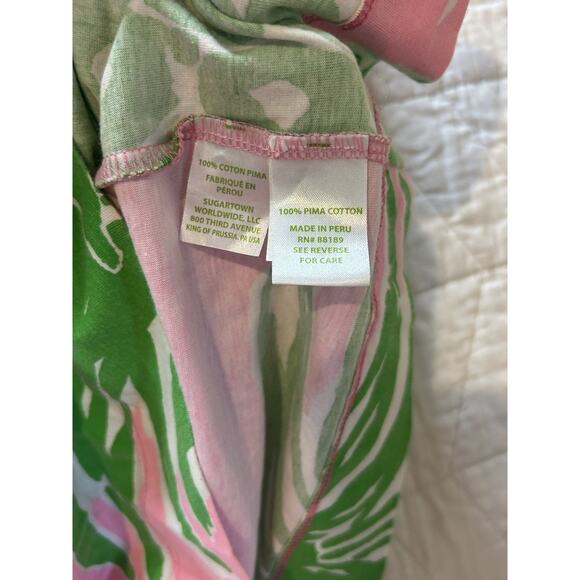 100% COTON PIMA
FABRIQUÉ EN
PÉROU
SUGARTOWN
WORLDWIDE, LLC
800 THIRD AVENUE
KING OF PRUSSIA. PA USA
100% PIMA COTTON
MADE IN PERU
RN# 88189
SEE REVERSE
FOR CARE